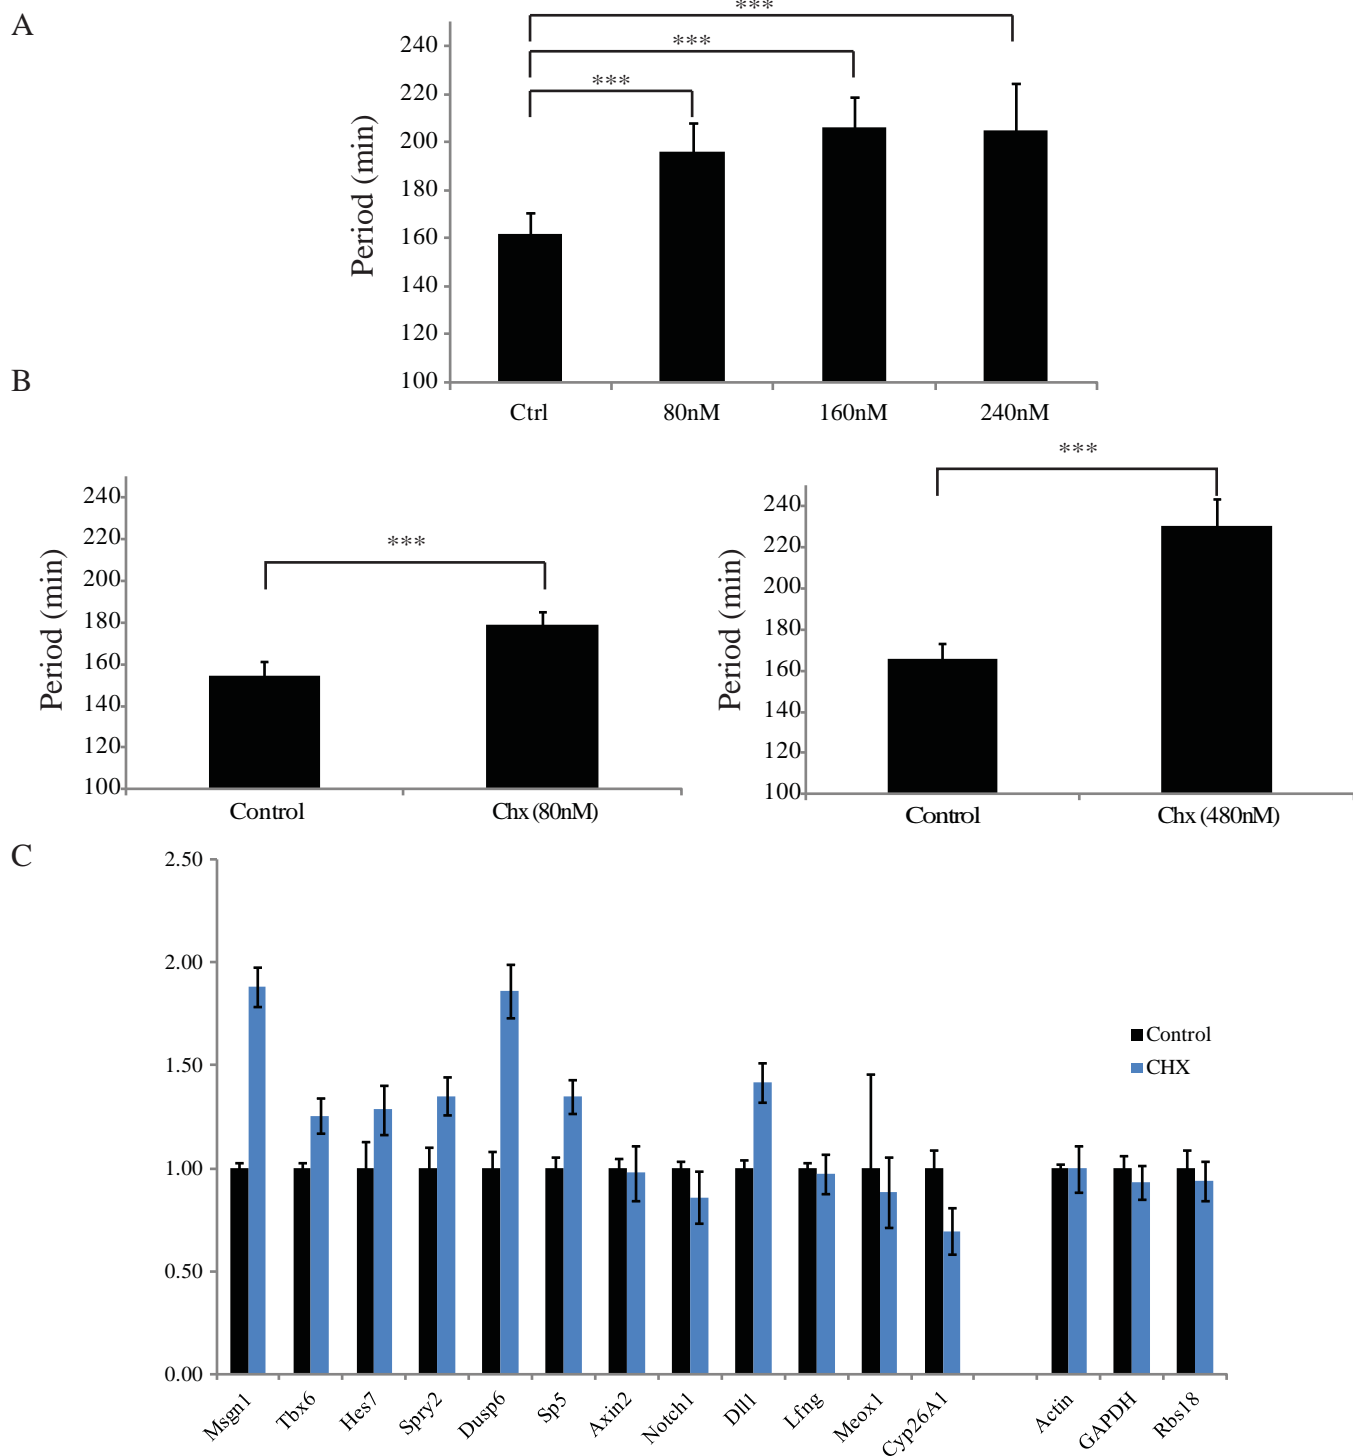 A
***
***
***
240
220
200
180
160
140
120
100
Period (min)
Ctrl 80nM 160nM 240nM
B
***
240
220
200
180
160
140
120
100
Period (min)
Control Chx (80nM)
***
240
220
200
180
160
140
120
100
Period (min)
Control Chx (480nM)
C
2.50
2.00
1.50
1.00
0.50
0.00
Control
CHX
Msgn1 Tbx6 Hes7 Spry2 Dusp6 Sp5 Axin2 Notch1 Dll1 Lfng Meox1 Cyp26A1 Actin GAPDH Rbs18